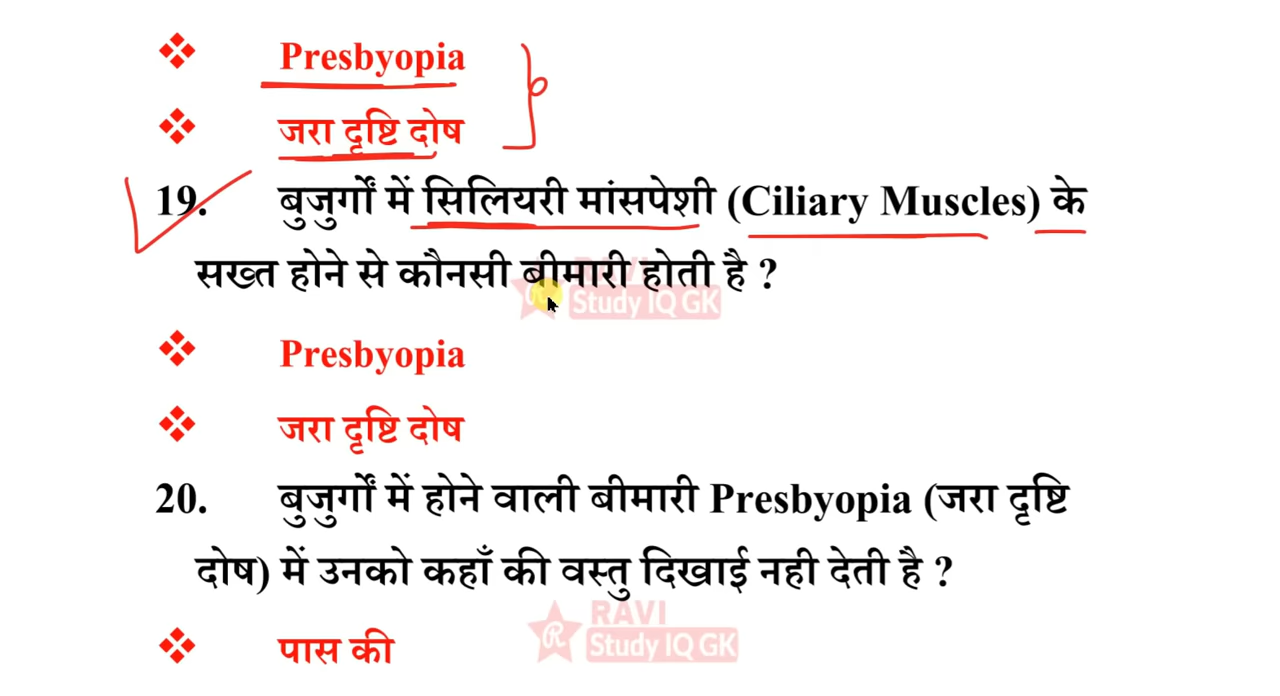 ❖ Presbyopia
❖ जरा दृष्टि दोष
19. बुजुर्गों में सिलियरी मांसपेशी (Ciliary Muscles) के
सख्त होने से कौनसी बीमारी होती है ?
RAVI
Study IQ GK
❖ Presbyopia
❖ जरा दृष्टि दोष
20. बुजुर्गों में होने वाली बीमारी Presbyopia (जरा दृष्टि
दोष) में उनको कहाँ की वस्तु दिखाई नही देती है ?
RAVI
Study IQ GK
❖ पास की